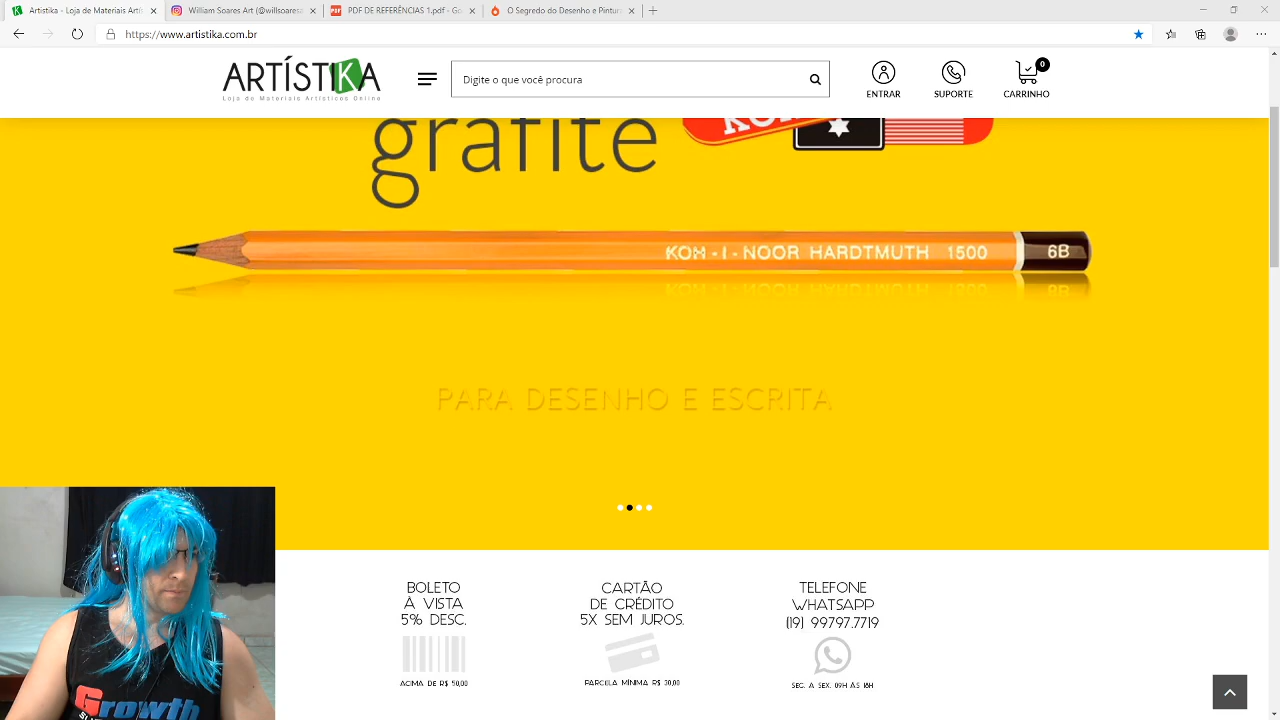 Artistika - Loja de Materiais Artí
William Soares Art (@willsoaresa
PDF DE REFERÊNCIAS 1.pdf - Go
O Segredo do Desenho e Pintura
https://www.artistika.com.br
ARTÍSTIKA
Loja de Materiais Artísticos Online
Digite o que você procura
ENTRAR
SUPORTE
0
CARRINHO
grafite
KOH-I-NOOR HARDTMUTH 1500 6B
PARA DESENHO E ESCRITA
BOLETO
À VISTA
5% DESC.
ACIMA DE R$ 50,00
CARTÃO
DE CRÉDITO
5X SEM JUROS.
PARCELA MÍNIMA R$ 30,00
TELEFONE
WHATSAPP
(19) 99797.7719
SEG. A SEX. 09H ÀS 18H
Growth